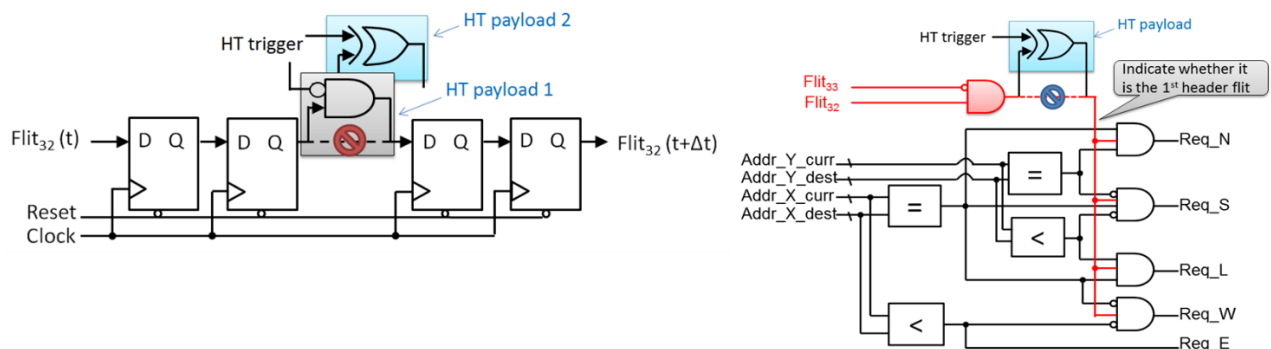 HT payload 2
HT trigger
HT payload 1
Flit32 (t)
D Q
D Q
D Q
D Q
Flit32 (t+Δt)
Reset
Clock
HT payload
HT trigger
Indicate whether it
is the 1st header flit
Flit33
Flit32
Req_N
Addr_Y_curr
Addr_Y_dest
=
Addr_X_curr
Addr_X_dest
=
Req_S
<
Req_L
Req_W
<
Req_E